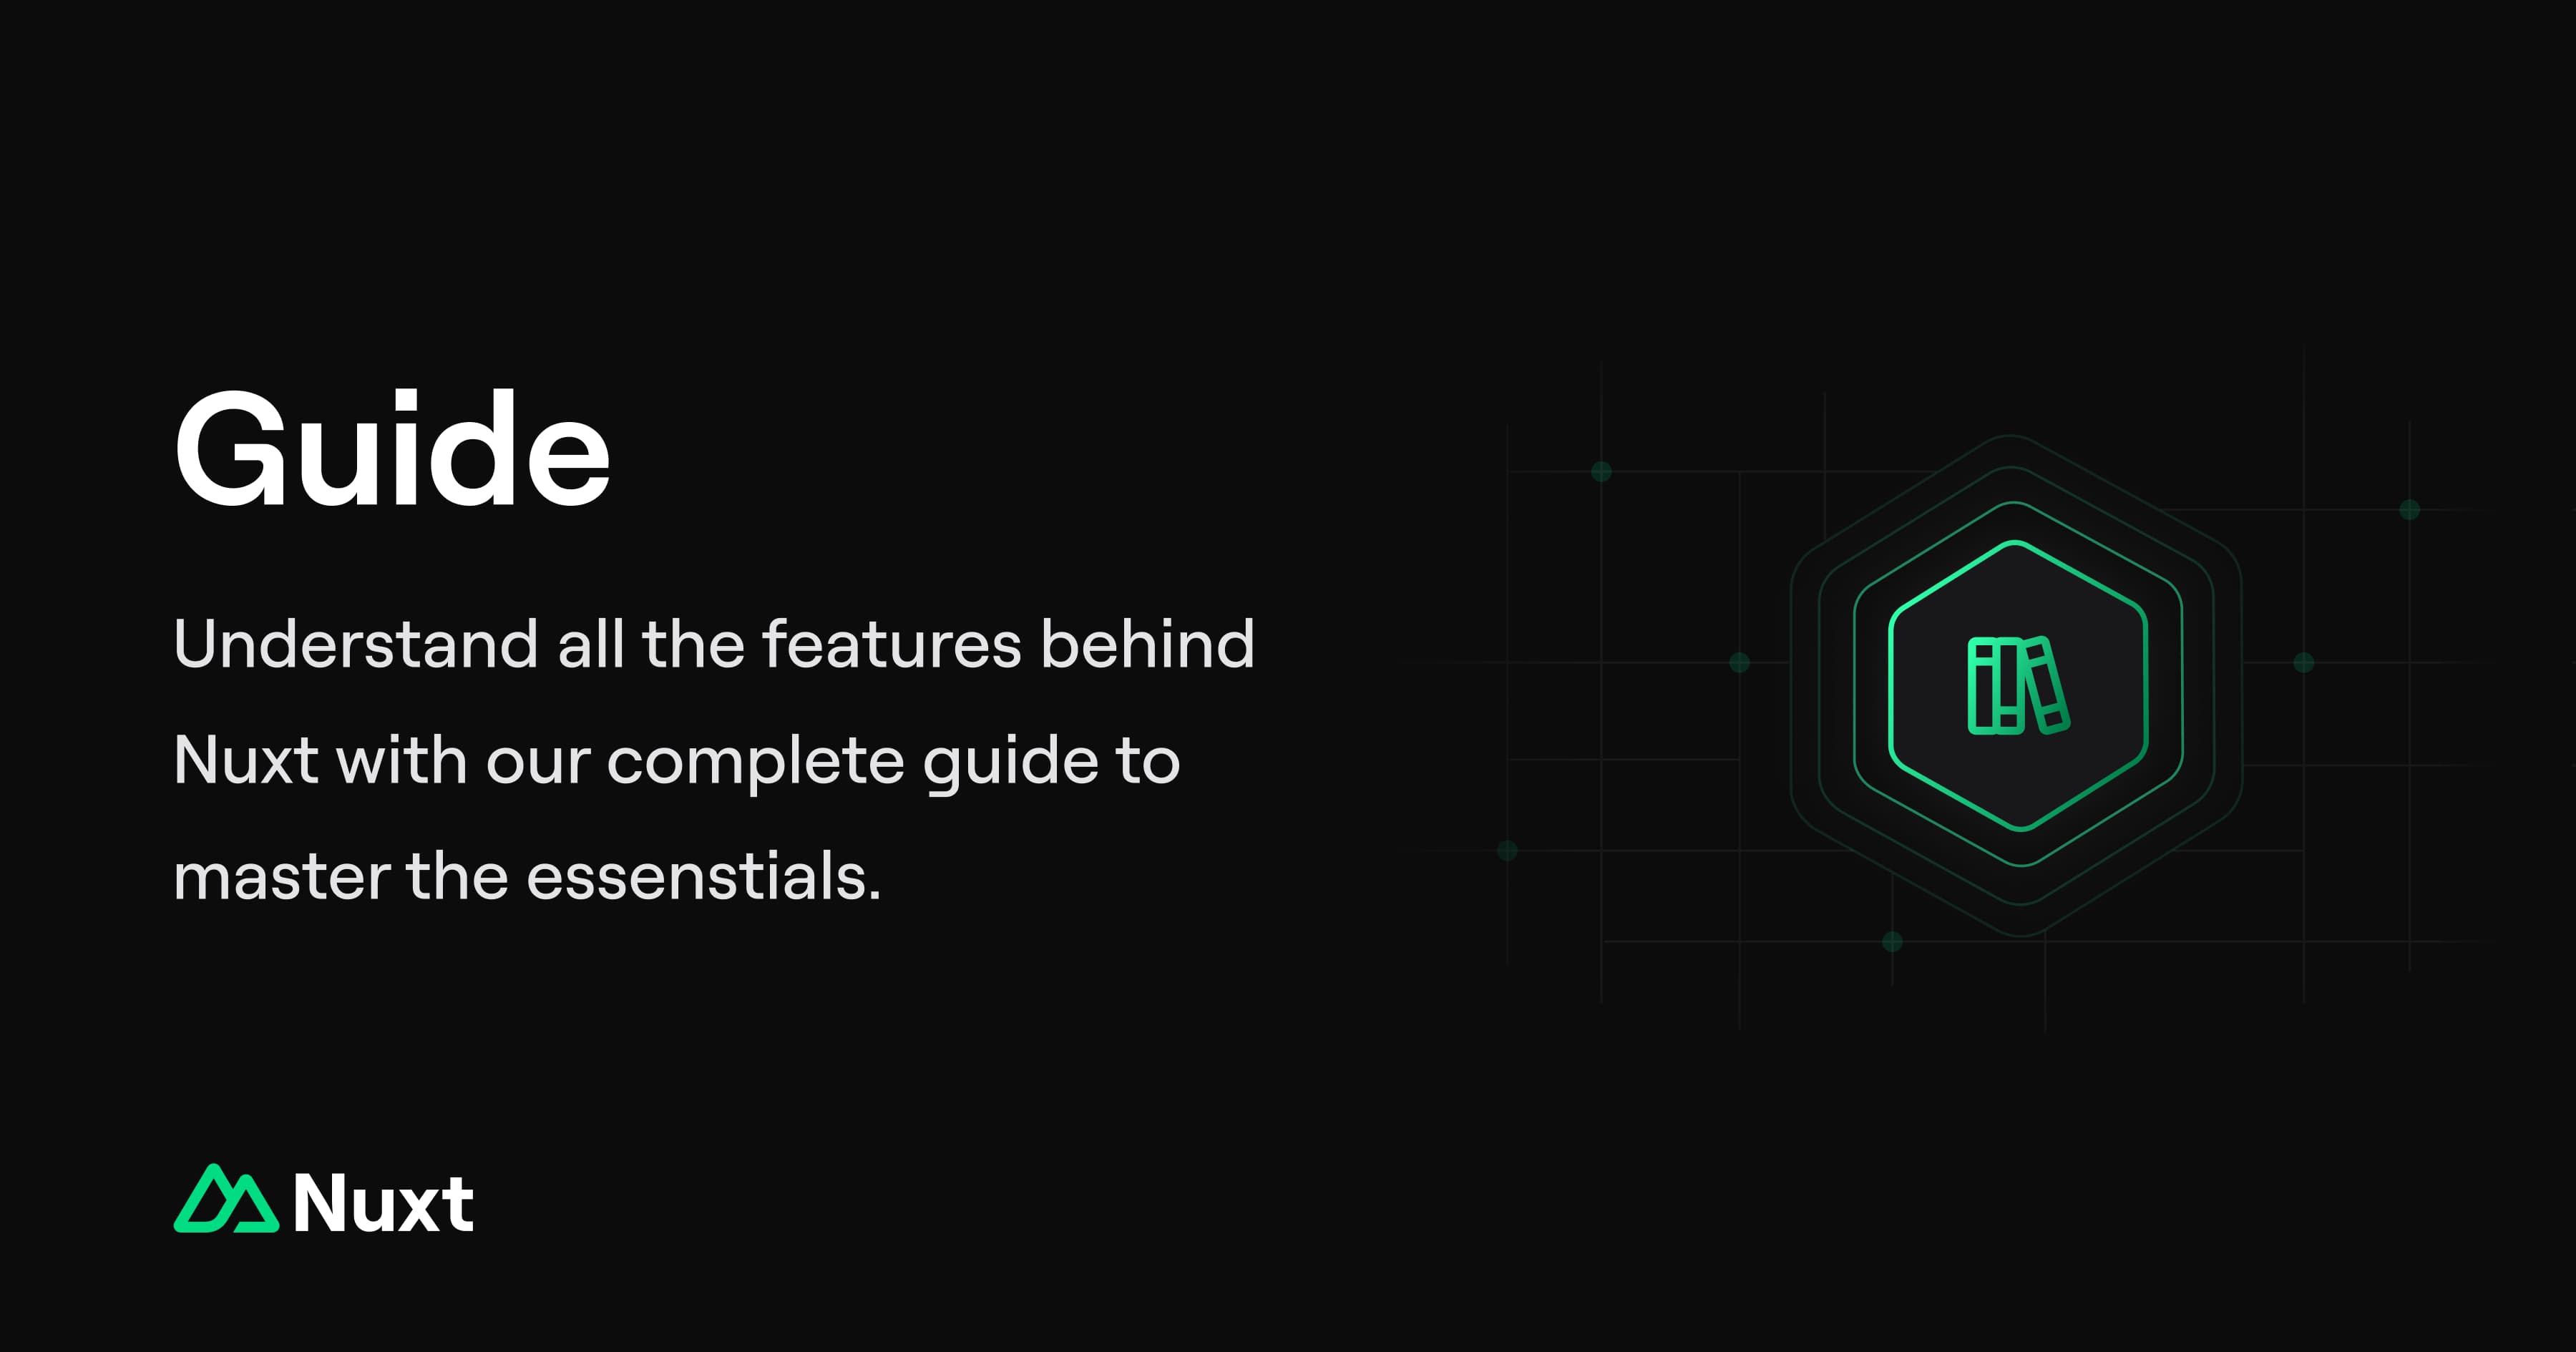 Guide
Understand all the features behind
Nuxt with our complete guide to
master the essenstials.
Nuxt